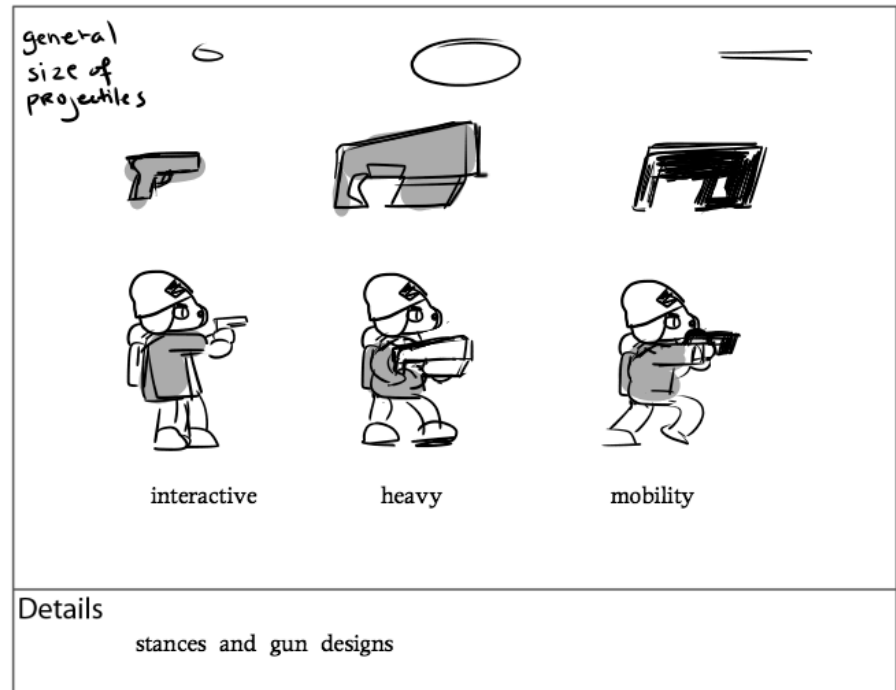 general
size of
projectiles
interactive heavy mobility
Details
stances and gun designs